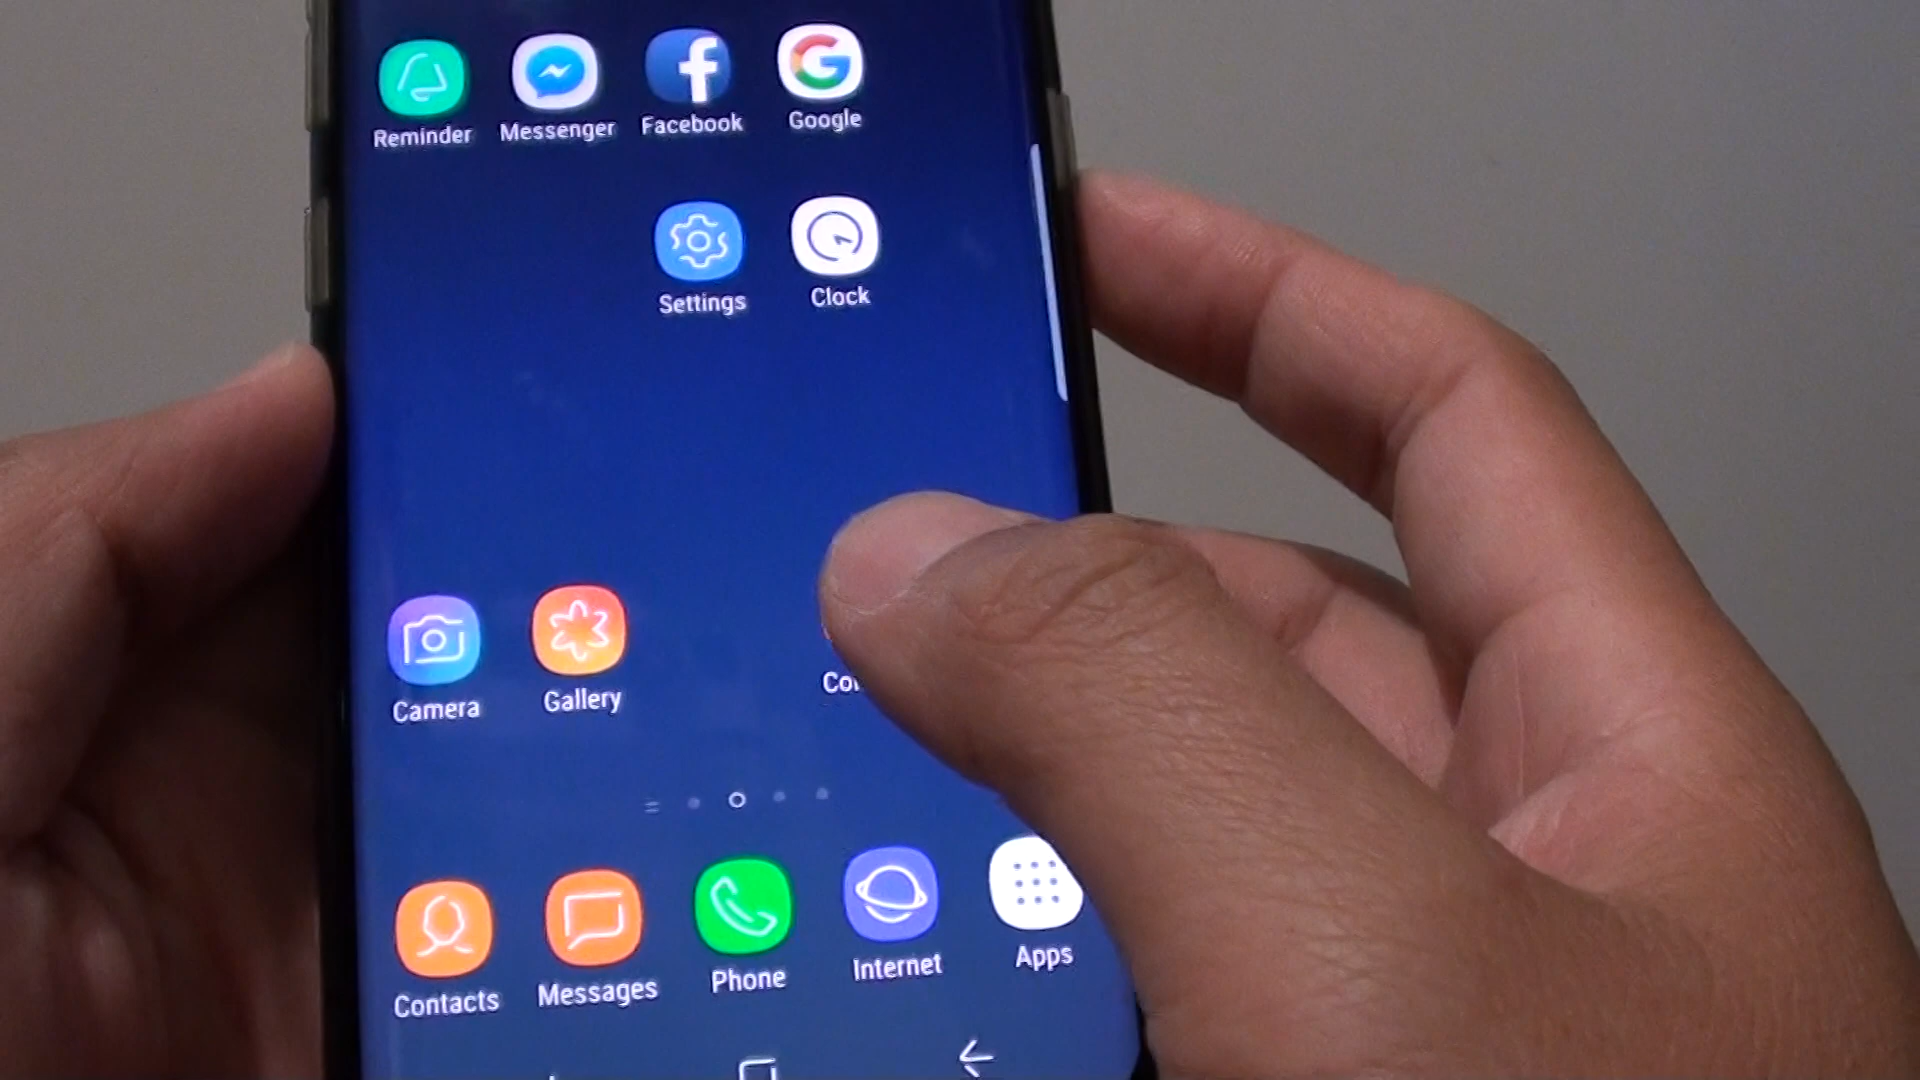 Reminder Messenger Facebook Google
Settings Clock
Camera Gallery
Contacts Messages Phone Internet Apps